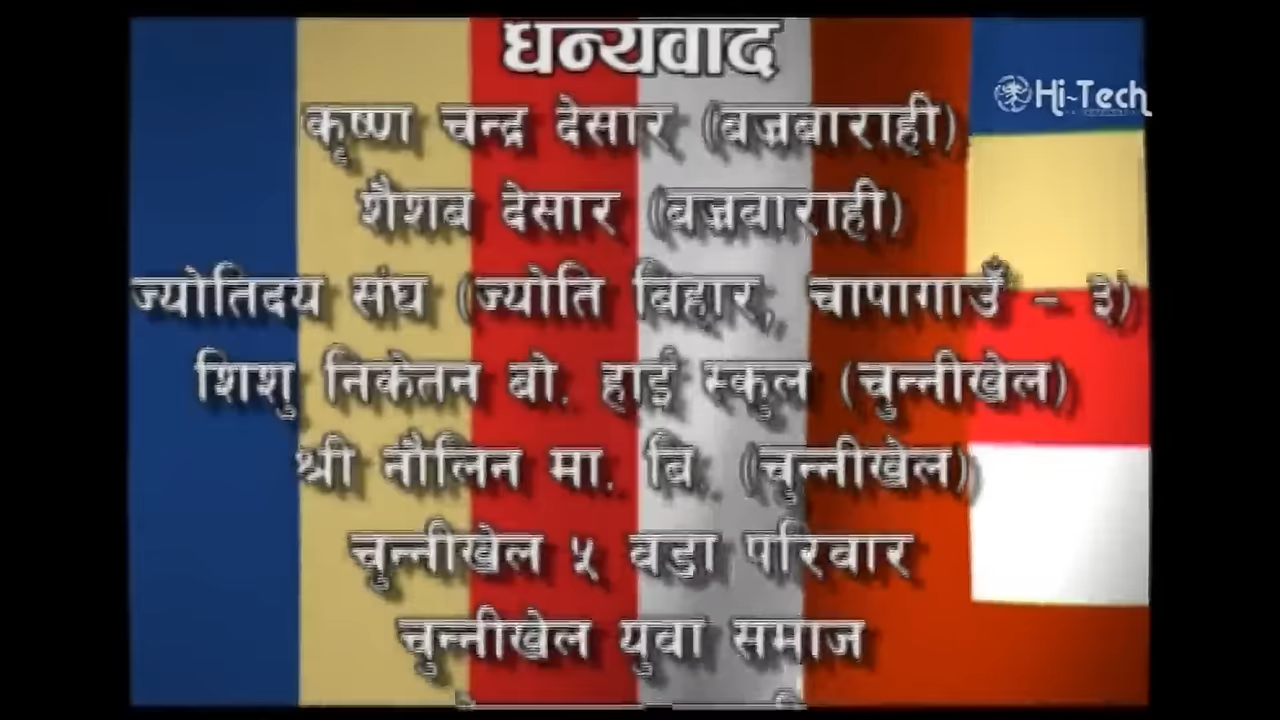 धन्यवाद
Hi~Tech
कृष्ण चन्द्र देसार (बज्रबाराही)
शैशब देसार (बज्रबाराही)
ज्योतिदय संघ (ज्योति बिहार, चापागाउँ - ३)
शिशु निकेतन बो. हाई स्कुल (चुन्नीखेल)
श्री नौलिन मा. बि. (चुन्नीखेल)
चुन्नीखेल ५ वडा परिवार
चुन्नीखेल युवा समाज